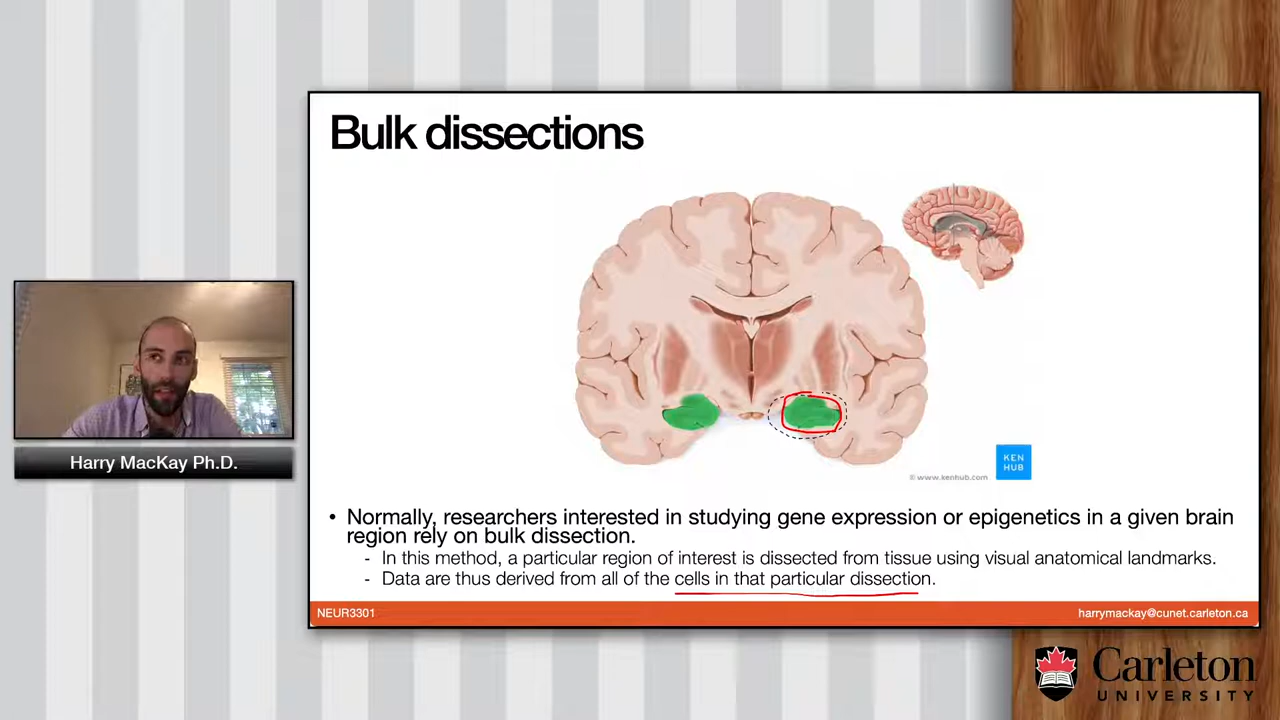 Bulk dissections
KEN
HUB
© www.kenhub.com
Harry MacKay Ph.D.
• Normally, researchers interested in studying gene expression or epigenetics in a given brain
region rely on bulk dissection.
- In this method, a particular region of interest is dissected from tissue using visual anatomical landmarks.
- Data are thus derived from all of the cells in that particular dissection.
NEUR3301
harrymackay@cunet.carleton.ca
Carleton
UNIVERSITY